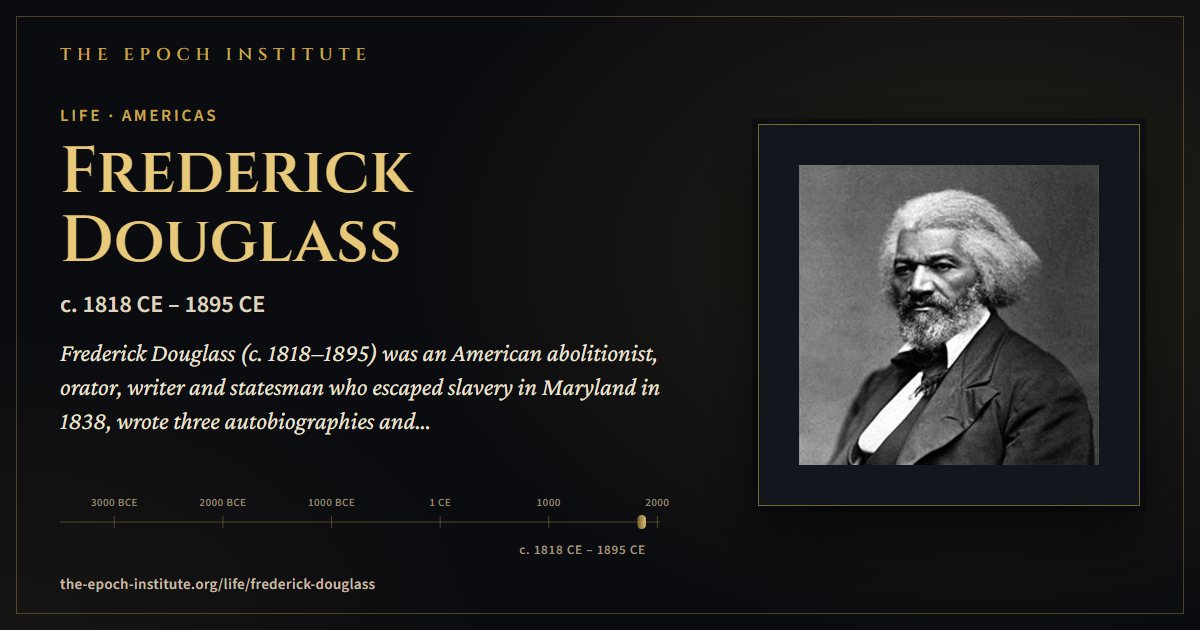 THE EPOCH INSTITUTE
LIFE · AMERICAS
FREDERICK
DOUGLASS
c. 1818 CE – 1895 CE
Frederick Douglass (c. 1818–1895) was an American abolitionist,
orator, writer and statesman who escaped slavery in Maryland in
1838, wrote three autobiographies and...
3000 BCE 2000 BCE 1000 BCE 1 CE 1000 2000
c. 1818 CE – 1895 CE
the-epoch-institute.org/life/frederick-douglass